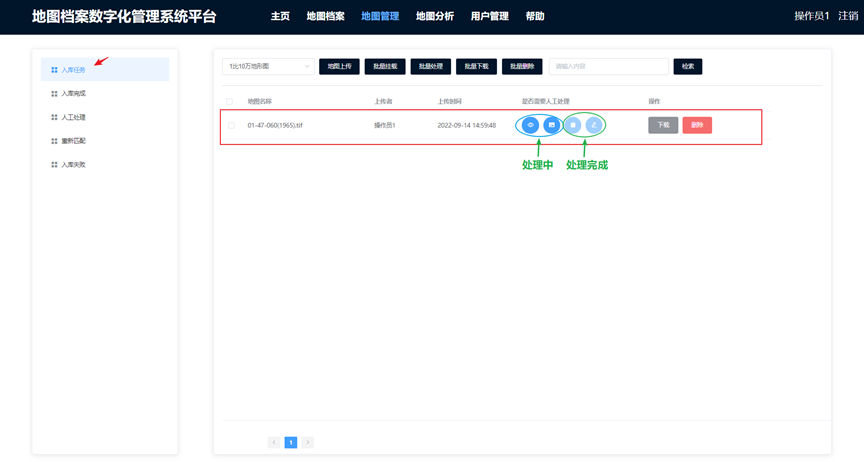 地图档案数字化管理系统平台 主页 地图档案 地图管理 地图分析 用户管理 帮助 操作员1 注销
入库任务
入库完成
人工处理
重新匹配
入库失败
1比10万地形图 地图上传 批量挂载 批量处理 批量下载 批量删除 请输入内容 检索
地图名称 上传者 上传时间 是否需要人工处理 操作
01-47-060(1965).tif 操作员1 2022-09-14 14:59:48 下载 删除
处理中 处理完成
1